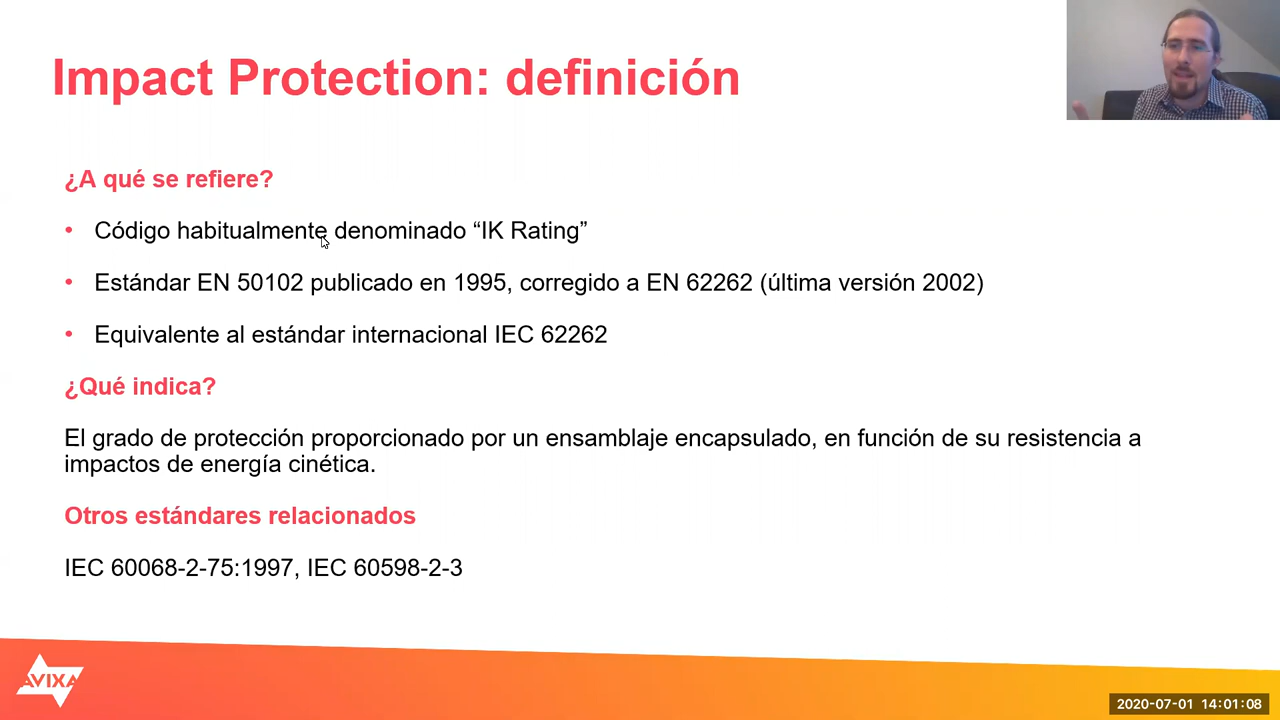 Impact Protection: definición
¿A qué se refiere?
• Código habitualmente denominado “IK Rating”
• Estándar EN 50102 publicado en 1995, corregido a EN 62262 (última versión 2002)
• Equivalente al estándar internacional IEC 62262
¿Qué indica?
El grado de protección proporcionado por un ensamblaje encapsulado, en función de su resistencia a
impactos de energía cinética.
Otros estándares relacionados
IEC 60068-2-75:1997, IEC 60598-2-3
AVIXA
2020-07-01 14:01:08